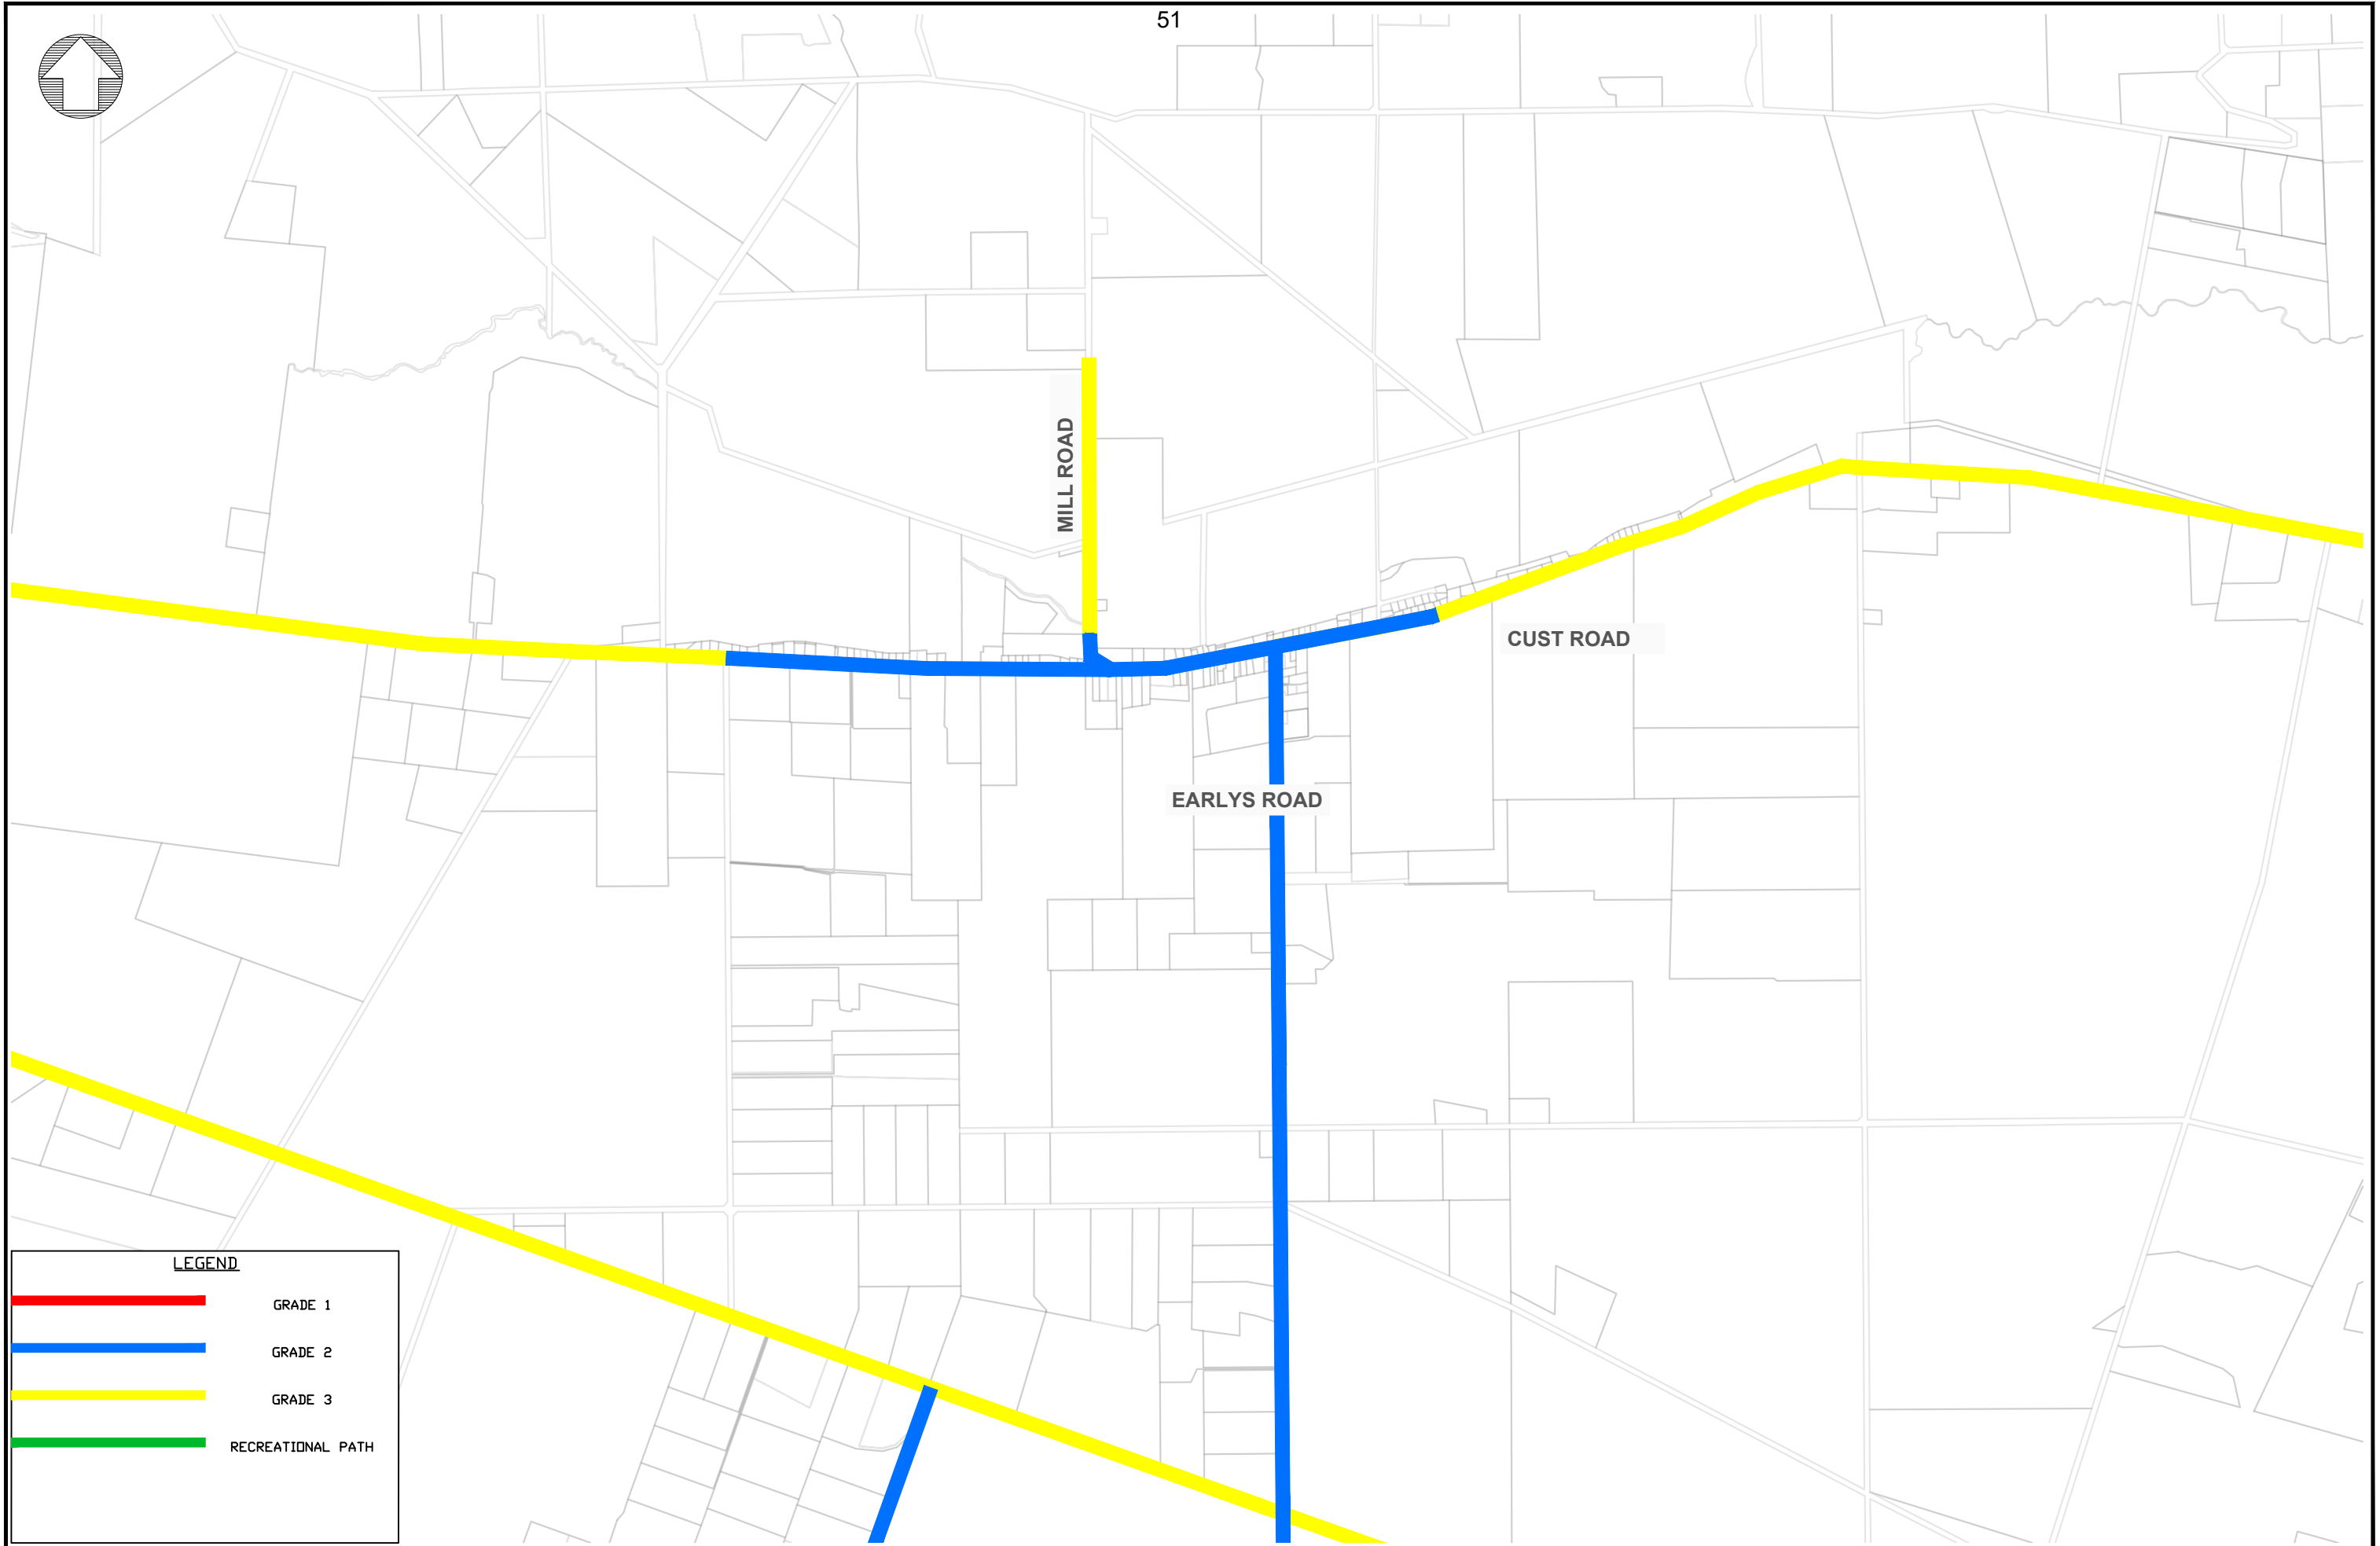 51
MILL ROAD
CUST ROAD
EARLYS ROAD
LEGEND
GRADE 1
GRADE 2
GRADE 3
RECREATIONAL PATH